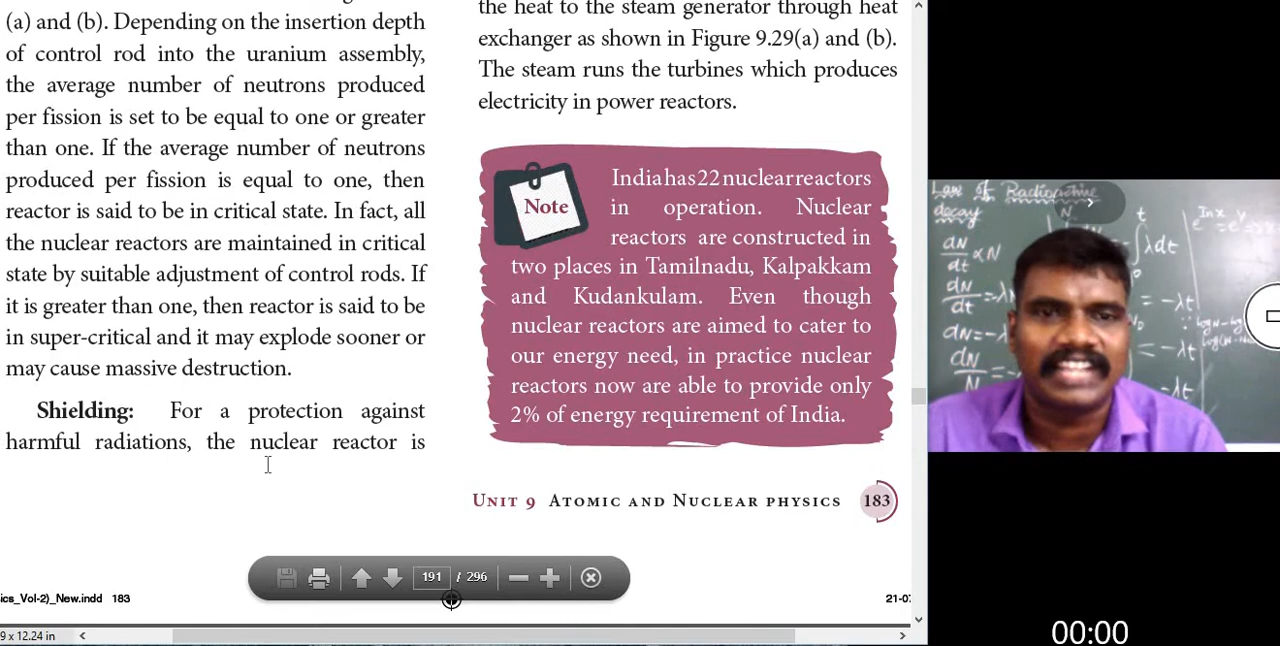 (a) and (b). Depending on the insertion depth
of control rod into the uranium assembly,
the average number of neutrons produced
per fission is set to be equal to one or greater
than one. If the average number of neutrons
produced per fission is equal to one, then
reactor is said to be in critical state. In fact, all
the nuclear reactors are maintained in critical
state by suitable adjustment of control rods. If
it is greater than one, then reactor is said to be
in super-critical and it may explode sooner or
may cause massive destruction.
Shielding: For a protection against
harmful radiations, the nuclear reactor is
the heat to the steam generator through heat
exchanger as shown in Figure 9.29(a) and (b).
The steam runs the turbines which produces
electricity in power reactors.
Note
India has 22 nuclear reactors
in operation. Nuclear
reactors are constructed in
two places in Tamilnadu, Kalpakkam
and Kudankulam. Even though
nuclear reactors are aimed to cater to
our energy need, in practice nuclear
reactors now are able to provide only
2% of energy requirement of India.
UNIT 9 ATOMIC AND NUCLEAR PHYSICS 183
191 / 296
ics_Vol-2)_New.indd 183
21-0
9 x 12.24 in
Law of Radioactive
decay
dN/dt ∝ N
∫λdt
= -λt
= -λt
-λt
00:00